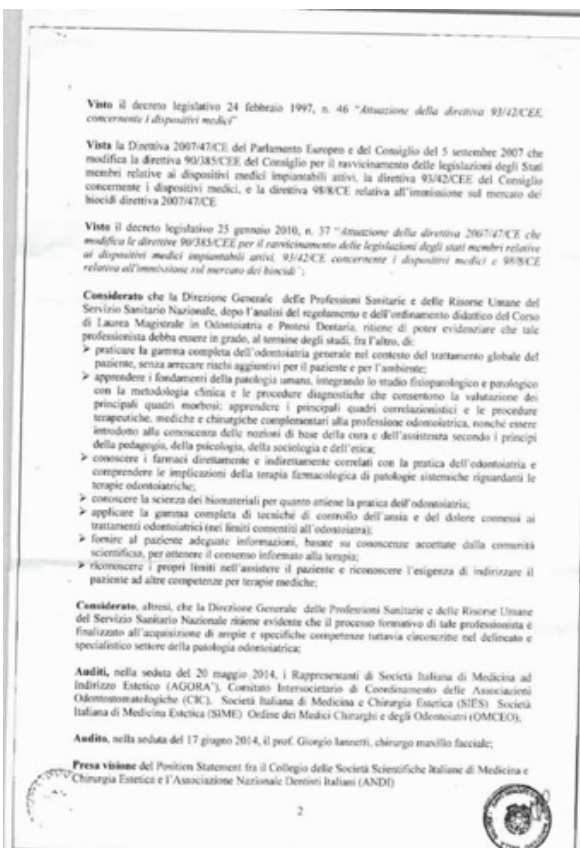 Visto il decreto legislativo 24 febbraio 1997, n. 46 "Attuazione della direttiva 93/42/CEE,
concernente i dispositivi medici"
Vista la Direttiva 2007/47/CE del Parlamento Europeo e del Consiglio del 5 settembre 2007 che
modifica la direttiva 90/385/CEE del Consiglio per il ravvicinamento delle legislazioni degli Stati
membri relative ai dispositivi medici impiantabili attivi, la direttiva 93/42/CEE del Consiglio
concernente i dispositivi medici, e la direttiva 98/8/CE relativa all'immissione sul mercato dei
biocidi direttiva 2007/47/CE
Visto il decreto legislativo 25 gennaio 2010, n. 37 "Attuazione della direttiva 2007/47/CE che
modifica le direttive 90/385/CEE per il ravvicinamento delle legislazioni degli stati membri relative
ai dispositivi medici impiantabili attivi, 93/42/CE concernente i dispositivi medici e 98/8/CE
relativa all'immissione sul mercato dei biocidi";
Considerato che la Direzione Generale delle Professioni Sanitarie e delle Risorse Umane del
Servizio Sanitario Nazionale, dopo l'analisi del regolamento e dell'ordinamento didattico del Corso
di Laurea Magistrale in Odontoiatria e Protesi Dentaria, ritiene di poter evidenziare che tale
professionista debba essere in grado, al termine degli studi, fra l'altro, di:
➢ praticare la gamma completa dell'odontoiatria generale nel contesto del trattamento globale del
paziente, senza arrecare rischi aggiuntivi per il paziente e per l'ambiente;
➢ apprendere i fondamenti della patologia umana, integrando lo studio fisiopatologico e patologico
con la metodologia clinica e le procedure diagnostiche che consentono la valutazione dei
principali quadri morbosi; apprendere i principali quadri correlazionistici e le procedure
terapeutiche, mediche e chirurgiche complementari alla professione odontoiatrica, nonché essere
introdotto alla conoscenza delle nozioni di base della cura e dell'assistenza secondo i principi
della pedagogia, della psicologia, della sociologia e dell'etica;
➢ conoscere i farmaci direttamente e indirettamente correlati con la pratica dell'odontoiatria e
comprendere le implicazioni della terapia farmacologica di patologie sistemiche riguardanti le
terapie odontoiatriche;
➢ conoscere la scienza dei biomateriali per quanto attiene la pratica dell'odontoiatria;
➢ applicare la gamma completa di tecniche di controllo dell'ansia e del dolore connessi ai
trattamenti odontoiatrici (nei limiti consentiti all'odontoiatra);
➢ fornire al paziente adeguate informazioni, basate su conoscenze accettate dalla comunità
scientifica, per ottenere il consenso informato alla terapia;
➢ riconoscere i propri limiti nell'assistere il paziente e riconoscere l'esigenza di indirizzare il
paziente ad altre competenze per terapie mediche;
Considerato, altresì, che la Direzione Generale delle Professioni Sanitarie e delle Risorse Umane
del Servizio Sanitario Nazionale ritiene evidente che il processo formativo di tale professionista è
finalizzato all'acquisizione di ampie e specifiche competenze tuttavia circoscritte nel delineato e
specialistico settore della patologia odontoiatrica;
Auditi, nella seduta del 20 maggio 2014, i Rappresentanti di Società Italiana di Medicina ad
Indirizzo Estetico (AGORA'), Comitato Intersocietario di Coordinamento delle Associazioni
Odontostomatologiche (CIC), Società Italiana di Medicina e Chirurgia Estetica (SIES) Società
Italiana di Medicina Estetica (SIME) Ordine dei Medici Chirurghi e degli Odontoiatri (OMCEO);
Audito, nella seduta del 17 giugno 2014, il prof. Giorgio Iannetti, chirurgo maxillo facciale;
Presa visione del Position Statement fra il Collegio delle Società Scientifiche Italiane di Medicina e
Chirurgia Estetica e l'Associazione Nazionale Dentisti Italiani (ANDI)
2